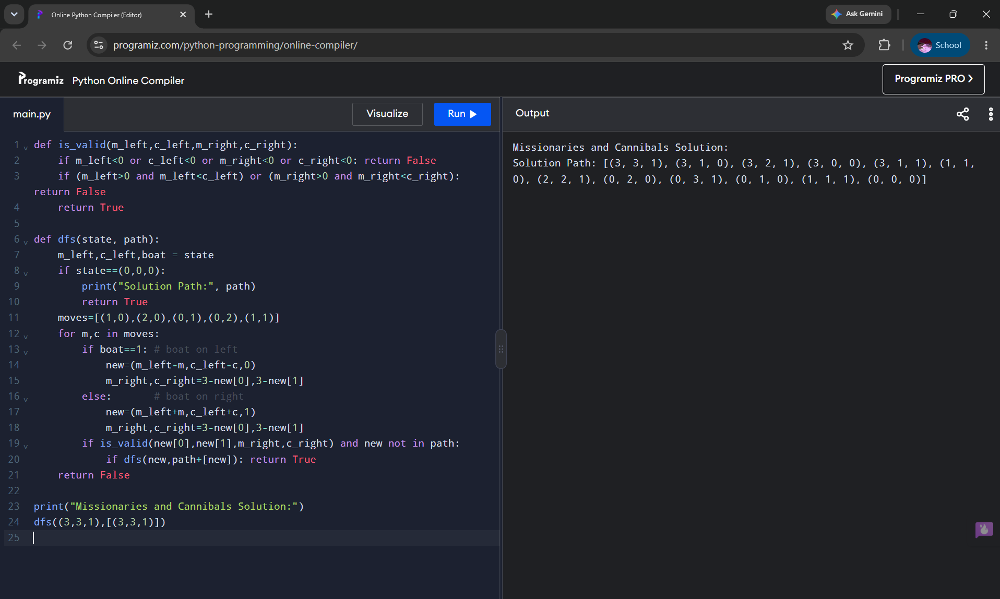 Online Python Compiler (Editor)
Ask Gemini
programiz.com/python-programming/online-compiler/
School
Programiz Python Online Compiler
Programiz PRO
main.py
Visualize
Run
Output
1 def is_valid(m_left,c_left,m_right,c_right):
2     if m_left<0 or c_left<0 or m_right<0 or c_right<0: return False
3     if (m_left>0 and m_left<c_left) or (m_right>0 and m_right<c_right):
return False
4     return True
5
6 def dfs(state, path):
7     m_left,c_left,boat = state
8     if state==(0,0,0):
9         print("Solution Path:", path)
10         return True
11     moves=[(1,0),(2,0),(0,1),(0,2),(1,1)]
12     for m,c in moves:
13         if boat==1: # boat on left
14             new=(m_left-m,c_left-c,0)
15             m_right,c_right=3-new[0],3-new[1]
16         else:       # boat on right
17             new=(m_left+m,c_left+c,1)
18             m_right,c_right=3-new[0],3-new[1]
19         if is_valid(new[0],new[1],m_right,c_right) and new not in path:
20             if dfs(new,path+[new]): return True
21     return False
22
23 print("Missionaries and Cannibals Solution:")
24 dfs((3,3,1),[(3,3,1)])
25
Missionaries and Cannibals Solution:
Solution Path: [(3, 3, 1), (3, 1, 0), (3, 2, 1), (3, 0, 0), (3, 1, 1), (1, 1,
0), (2, 2, 1), (0, 2, 0), (0, 3, 1), (0, 1, 0), (1, 1, 1), (0, 0, 0)]